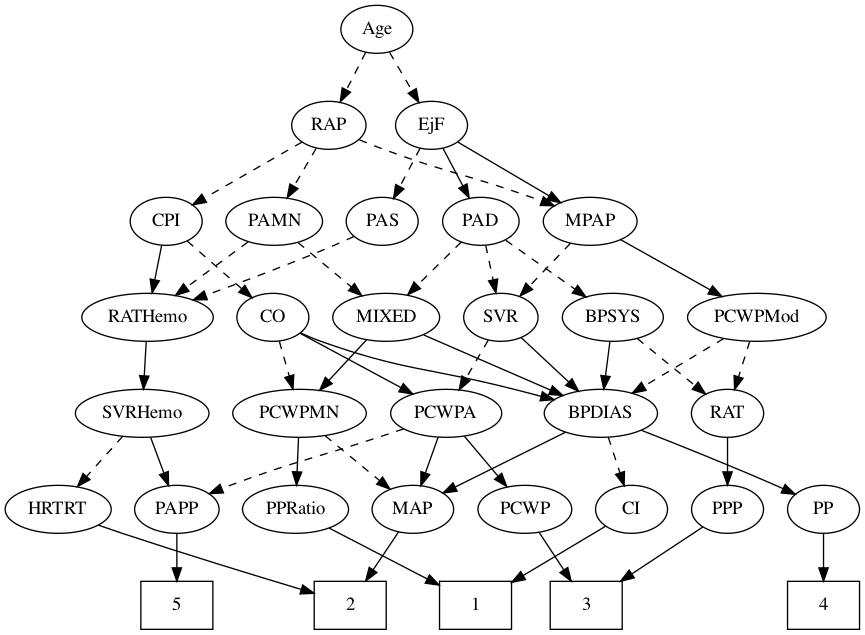 Age
RAP EjF
CPI PAMN PAS PAD MPAP
RATHemo CO MIXED SVR BPSYS PCWPMod
SVRHemo PCWPMN PCWPA BPDIAS RAT
HRTRT PAPP PPRatio MAP PCWP CI PPP PP
5 2 1 3 4